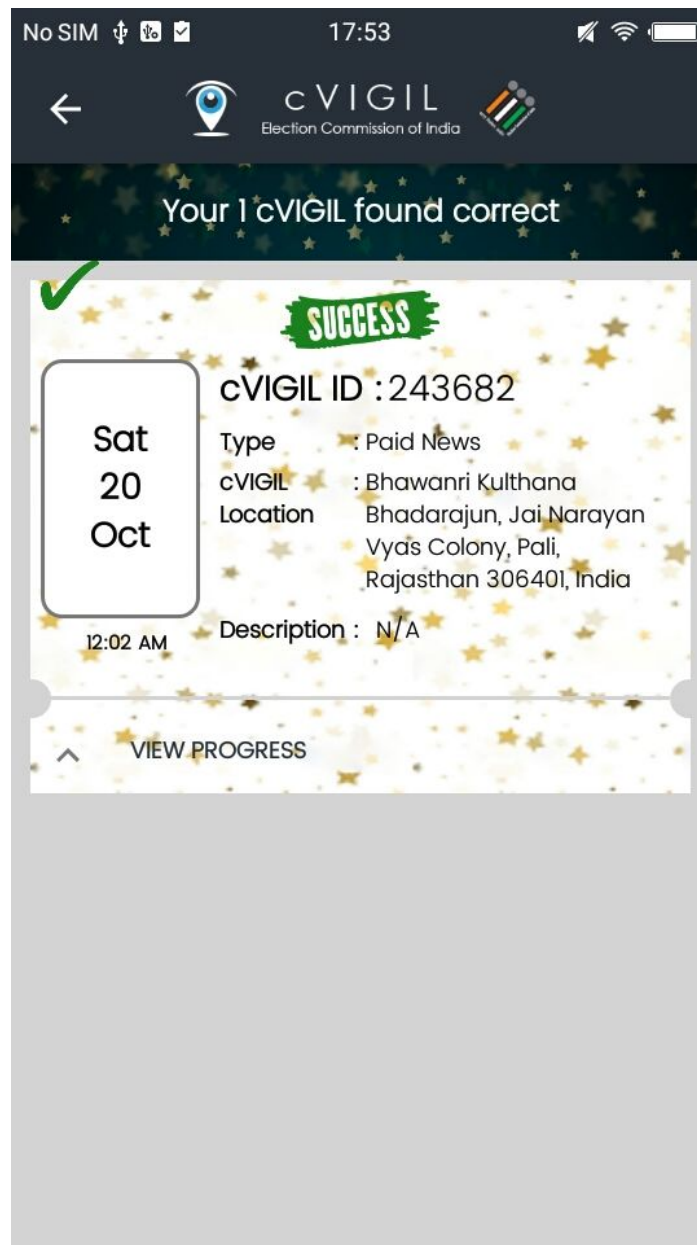 No SIM 17:53
cVIGIL
Election Commission of India
Your 1 cVIGIL found correct
SUCCESS
Sat
20
Oct
12:02 AM
cVIGIL ID : 243682
Type : Paid News
cVIGIL : Bhawanri Kulthana
Location Bhadarajun, Jai Narayan
Vyas Colony, Pali,
Rajasthan 306401, India
Description : N/A
VIEW PROGRESS